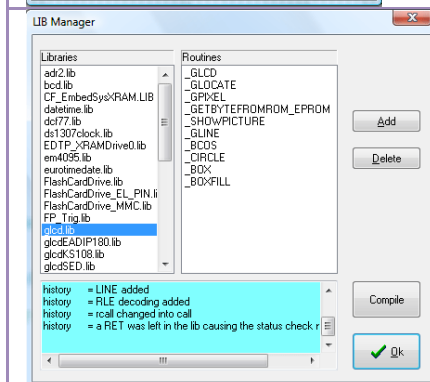 LIB Manager
Libraries
adr2.lib
bcd.lib
CF_EmbedSysXRAM.LIB
datetime.lib
dcf77.lib
ds1307clock.lib
EDTP_XRAMDrive0.lib
em4095.lib
eurotimedate.lib
FlashCardDrive.lib
FlashCardDrive_EL_PIN.li
FlashCardDrive_MMC.lib
FP_Trig.lib
glcd.lib
glcdEADIP180.lib
glcdKS108.lib
glcdSED.lib
Routines
_GLCD
_GLOCATE
_GPIXEL
_GETBYTEFROMROM_EPROM
_SHOWPICTURE
_GLINE
_BCOS
_CIRCLE
_BOX
_BOXFILL
Add
Delete
history = LINE added
history = RLE decoding added
history = rcall changed into call
history = a RET was left in the lib causing the status check r
Compile
Ok